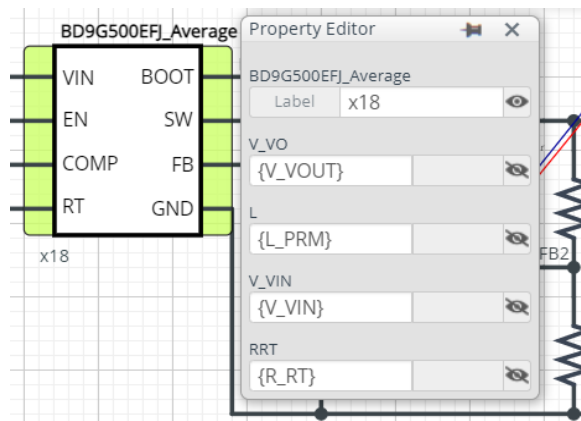 BD9G500EFJ_Average
VIN BOOT
EN SW
COMP FB
RT GND
x18
Property Editor
BD9G500EFJ_Average
Label x18
V_VO
{V_VOUT}
L
{L_PRM}
V_VIN
{V_VIN}
RRT
{R_RT}
FB2